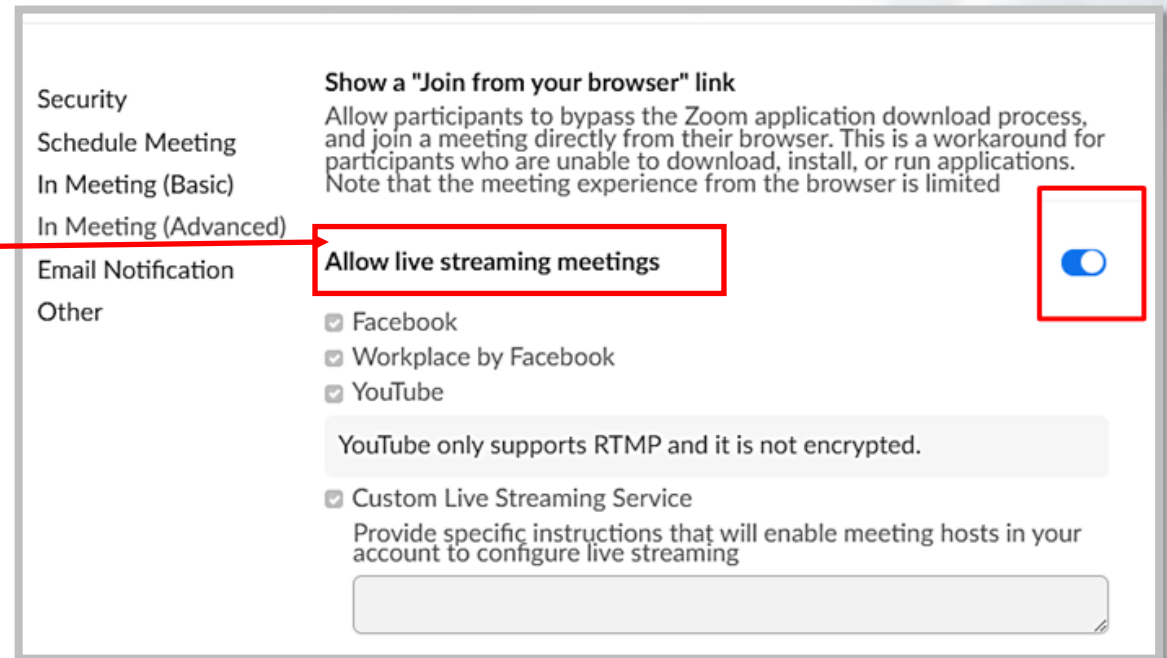 Security
Schedule Meeting
In Meeting (Basic)
In Meeting (Advanced)
Email Notification
Other
Show a "Join from your browser" link
Allow participants to bypass the Zoom application download process,
and join a meeting directly from their browser. This is a workaround for
participants who are unable to download, install, or run applications.
Note that the meeting experience from the browser is limited
Allow live streaming meetings
Facebook
Workplace by Facebook
YouTube
YouTube only supports RTMP and it is not encrypted.
Custom Live Streaming Service
Provide specific instructions that will enable meeting hosts in your
account to configure live streaming